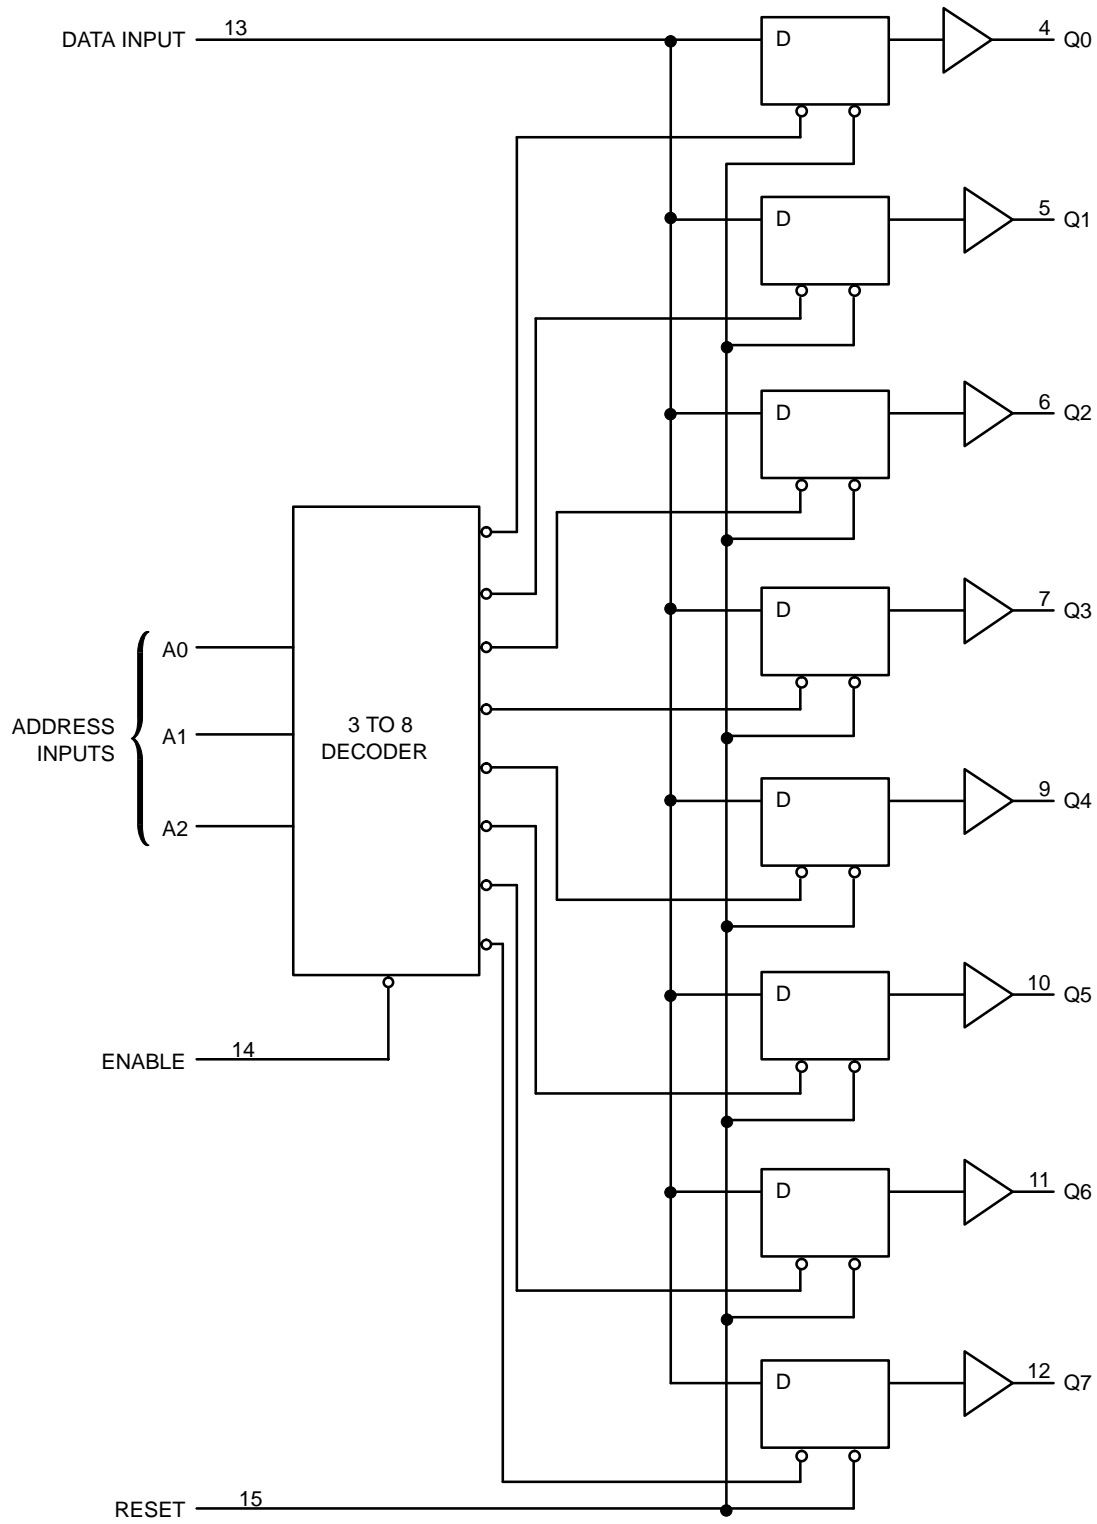 DATA INPUT 13
D
4 Q0
D
5 Q1
D
6 Q2
D
7 Q3
ADDRESS
INPUTS
A0
A1
A2
3 TO 8
DECODER
D
9 Q4
ENABLE 14
D
10 Q5
D
11 Q6
D
12 Q7
RESET 15